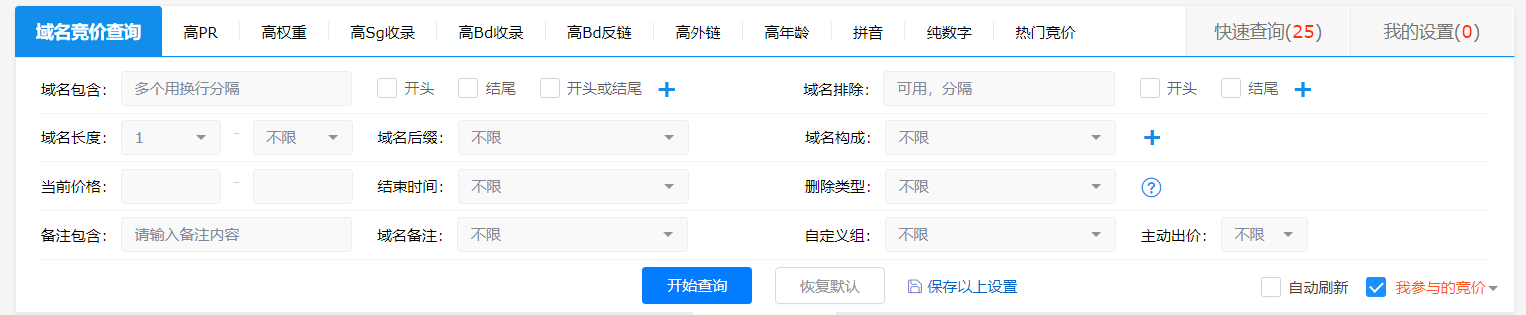 域名竞价查询 高PR 高权重 高Sg收录 高Bd收录 高Bd反链 高外链 高年龄 拼音 纯数字 热门竞价 快速查询(25) 我的设置(0)
域名包含: 多个用换行分隔 开头 结尾 开头或结尾 + 域名排除: 可用，分隔 开头 结尾 +
域名长度: 1 - 不限 域名后缀: 不限 域名构成: 不限 +
当前价格: - 结束时间: 不限 删除类型: 不限 ?
备注包含: 请输入备注内容 域名备注: 不限 自定义组: 不限 主动出价: 不限
开始查询 恢复默认 保存以上设置 自动刷新 我参与的竞价